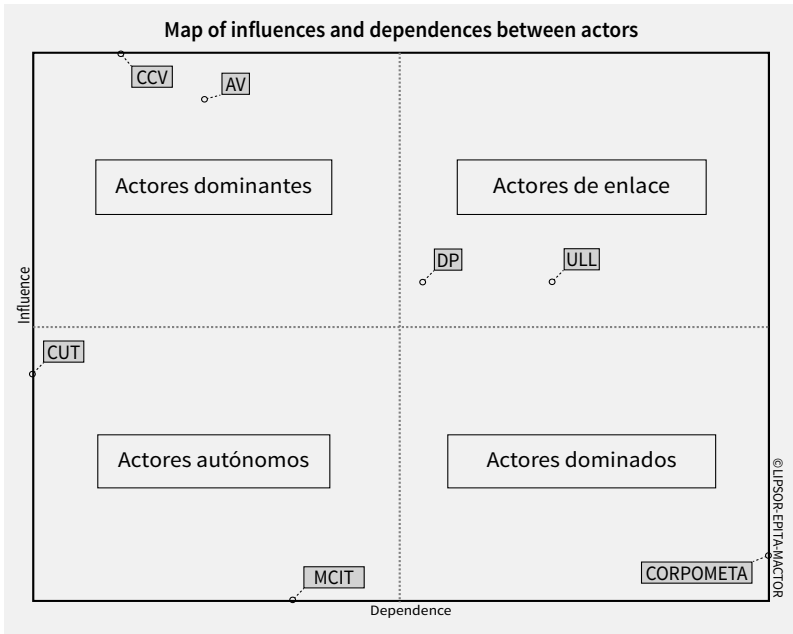 Map of influences and dependences between actors
CCV
AV
Actores dominantes
Actores de enlace
DP
ULL
Influence
CUT
Actores autónomos
Actores dominados
©LIPSOR-EPITA-MACTOR
MCIT
CORPOMETA
Dependence